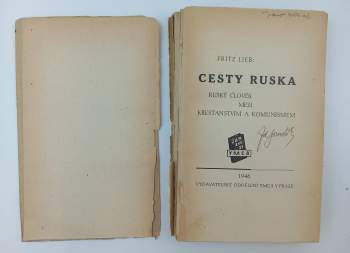 FRITZ LIEB:
CESTY RUSKA
RUSKÝ ČLOVĚK
MEZI
KŘESŤANSTVÍM A KOMUNISMEM
YMCA
1946
VYDAVATELSKÉ ODDĚLENÍ YMCA V PRAZE